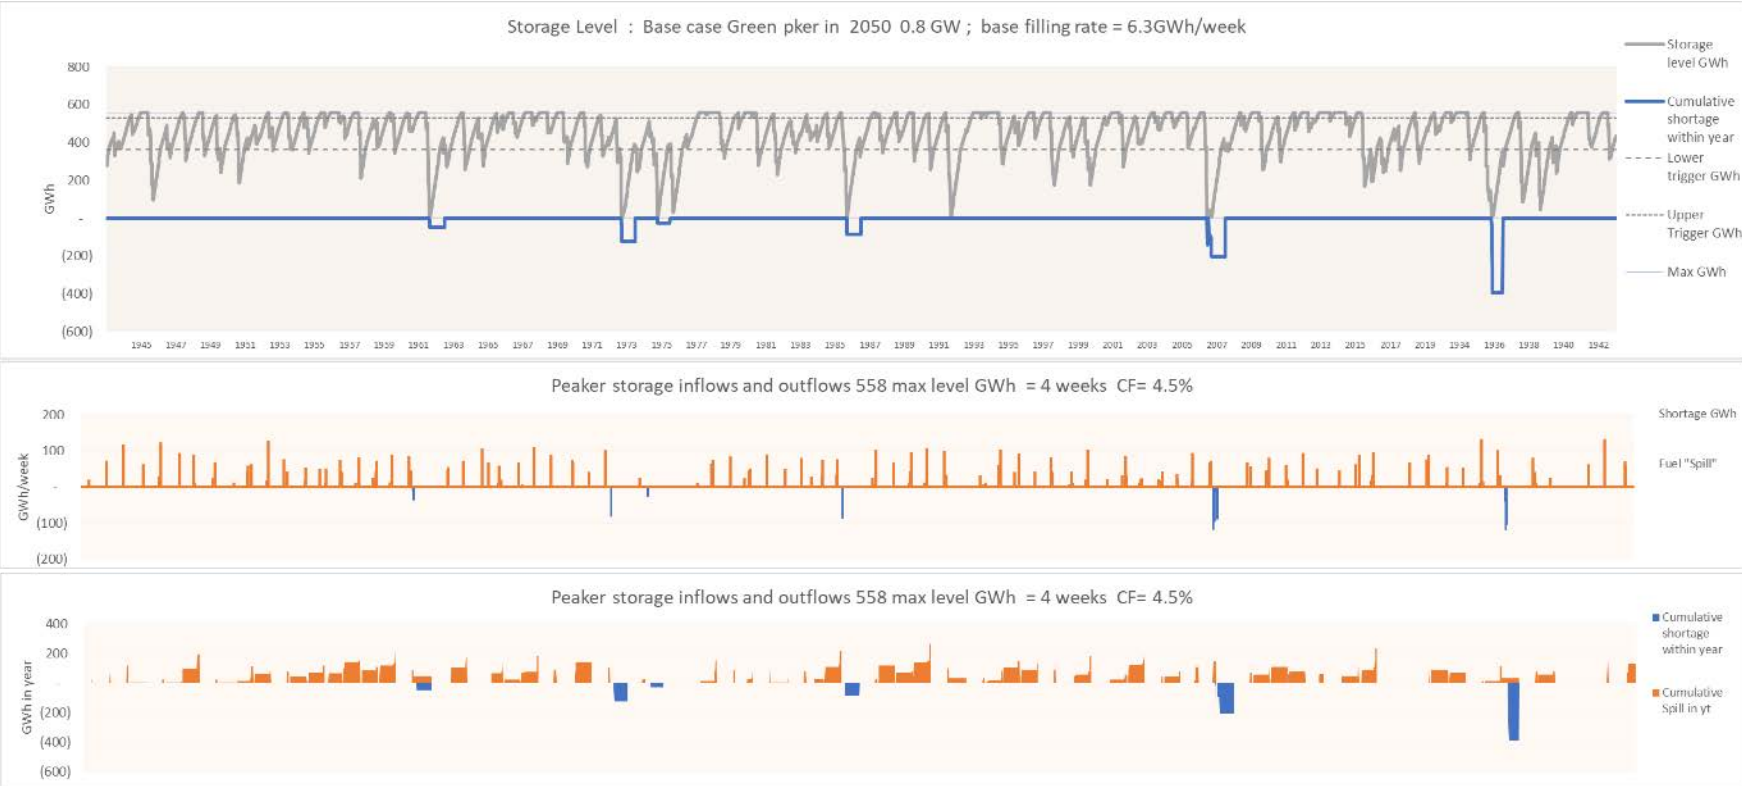 Storage Level : Base case Green pker in 2050 0.8 GW ; base filling rate = 6.3GWh/week
800
600
400
200
-
(200)
(400)
(600)
GWh
1945 1947 1949 1951 1953 1955 1957 1959 1961 1963 1965 1967 1969 1971 1973 1975 1977 1979 1981 1983 1985 1987 1989 1991 1993 1995 1997 1999 2001 2003 2005 2007 2009 2011 2013 2015 2017 2019 1934 1936 1938 1940 1942
Storage
level GWh
Cumulative
shortage
within year
Lower
trigger GWh
Upper
Trigger GWh
Max GWh
Peaker storage inflows and outflows 558 max level GWh = 4 weeks CF= 4.5%
200
100
-
(100)
(200)
GWh/week
Shortage GWh
Fuel "Spill"
Peaker storage inflows and outflows 558 max level GWh = 4 weeks CF= 4.5%
400
200
-
(200)
(400)
(600)
GWh in year
Cumulative
shortage
within year
Cumulative
Spill in yt